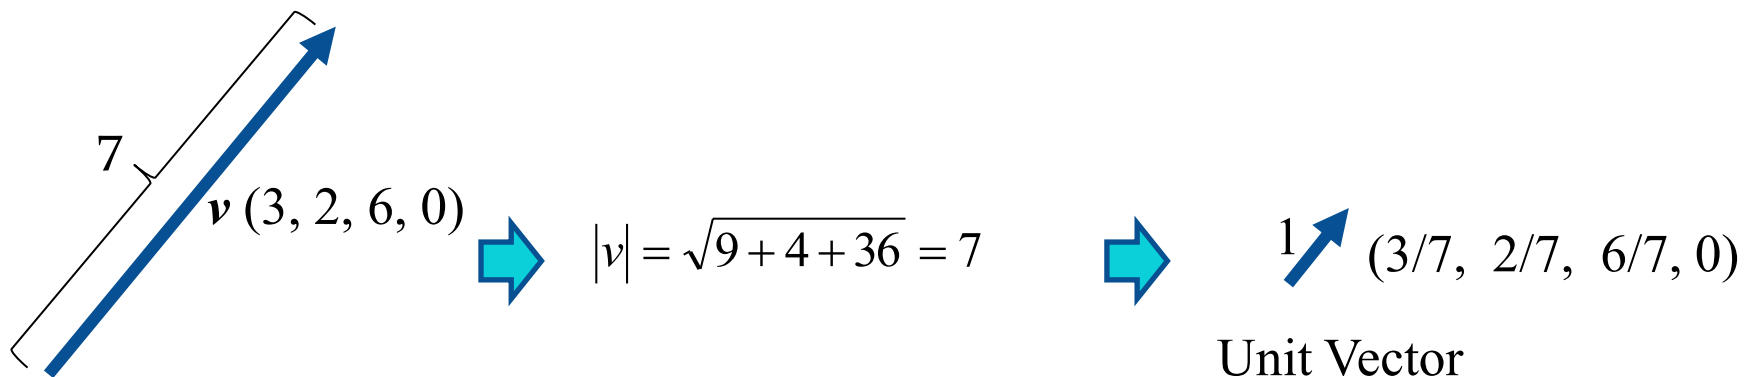 7
v (3, 2, 6, 0)
|v| = √9 + 4 + 36 = 7
1
(3/7, 2/7, 6/7, 0)
Unit Vector